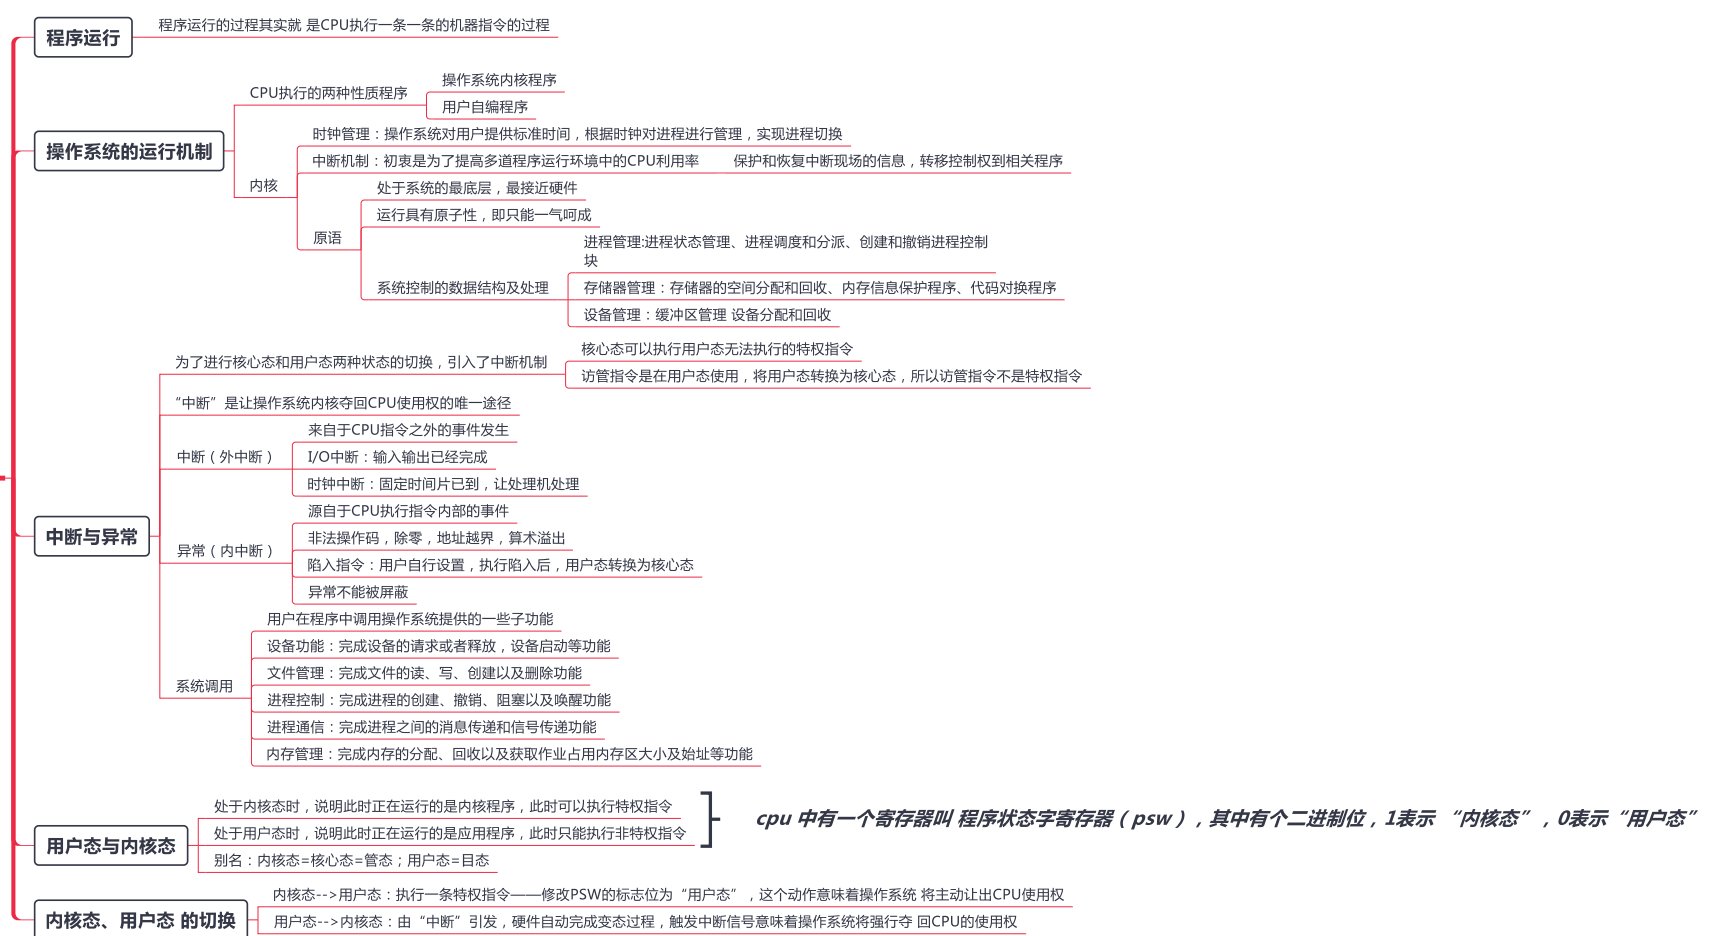 程序运行
程序运行的过程其实就 是CPU执行一条一条的机器指令的过程
操作系统的运行机制
CPU执行的两种性质程序
操作系统内核程序
用户自编程序
内核
时钟管理：操作系统对用户提供标准时间，根据时钟对进程进行管理，实现进程切换
中断机制：初衷是为了提高多道程序运行环境中的CPU利用率
保护和恢复中断现场的信息，转移控制权到相关程序
原语
处于系统的最底层，最接近硬件
运行具有原子性，即只能一气呵成
系统控制的数据结构及处理
进程管理:进程状态管理、进程调度和分派、创建和撤销进程控制
块
存储器管理：存储器的空间分配和回收、内存信息保护程序、代码对换程序
设备管理：缓冲区管理 设备分配和回收
中断与异常
为了进行核心态和用户态两种状态的切换，引入了中断机制
核心态可以执行用户态无法执行的特权指令
访管指令是在用户态使用，将用户态转换为核心态，所以访管指令不是特权指令
“中断”是让操作系统内核夺回CPU使用权的唯一途径
中断（外中断）
来自于CPU指令之外的事件发生
I/O中断：输入输出已经完成
时钟中断：固定时间片已到，让处理机处理
异常（内中断）
源自于CPU执行指令内部的事件
非法操作码，除零，地址越界，算术溢出
陷入指令：用户自行设置，执行陷入后，用户态转换为核心态
异常不能被屏蔽
系统调用
用户在程序中调用操作系统提供的一些子功能
设备功能：完成设备的请求或者释放，设备启动等功能
文件管理：完成文件的读、写、创建以及删除功能
进程控制：完成进程的创建、撤销、阻塞以及唤醒功能
进程通信：完成进程之间的消息传递和信号传递功能
内存管理：完成内存的分配、回收以及获取作业占用内存区大小及始址等功能
用户态与内核态
处于内核态时，说明此时正在运行的是内核程序，此时可以执行特权指令
处于用户态时，说明此时正在运行的是应用程序，此时只能执行非特权指令
别名：内核态=核心态=管态；用户态=目态
cpu 中有一个寄存器叫 程序状态字寄存器（psw），其中有个二进制位，1表示 “内核态”，0表示“用户态”
内核态、用户态 的切换
内核态-->用户态：执行一条特权指令——修改PSW的标志位为“用户态”，这个动作意味着操作系统 将主动让出CPU使用权
用户态-->内核态：由“中断”引发，硬件自动完成变态过程，触发中断信号意味着操作系统将强行夺 回CPU的使用权